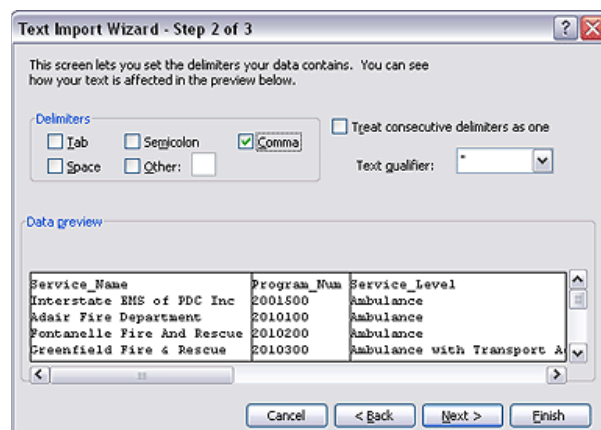 Text Import Wizard - Step 2 of 3
This screen lets you set the delimiters your data contains. You can see
how your text is affected in the preview below.
Delimiters
Tab Semicolon Comma
Space Other:
Treat consecutive delimiters as one
Text qualifier: "
Data preview
Service_Name Program_Num Service_Level
Interstate EMS of PDC Inc 2001500 Ambulance
Adair Fire Department 2010100 Ambulance
Fontanelle Fire And Rescue 2010200 Ambulance
Greenfield Fire & Rescue 2010300 Ambulance with Transport A
Cancel < Back Next > Finish